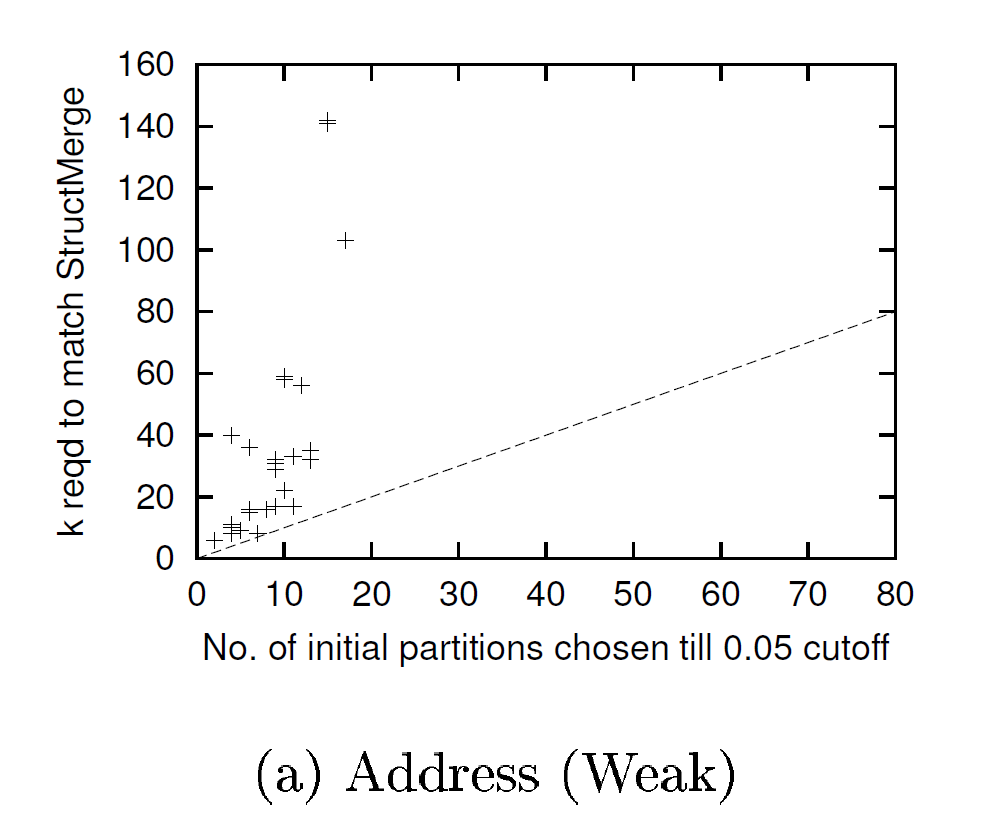 160
140
120
100
80
60
40
20
0
k reqd to match StructMerge
0 10 20 30 40 50 60 70 80
No. of initial partitions chosen till 0.05 cutoff
(a) Address (Weak)